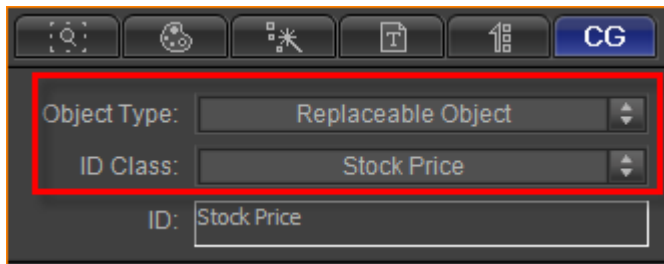 CG
Object Type: Replaceable Object
ID Class: Stock Price
ID: Stock Price